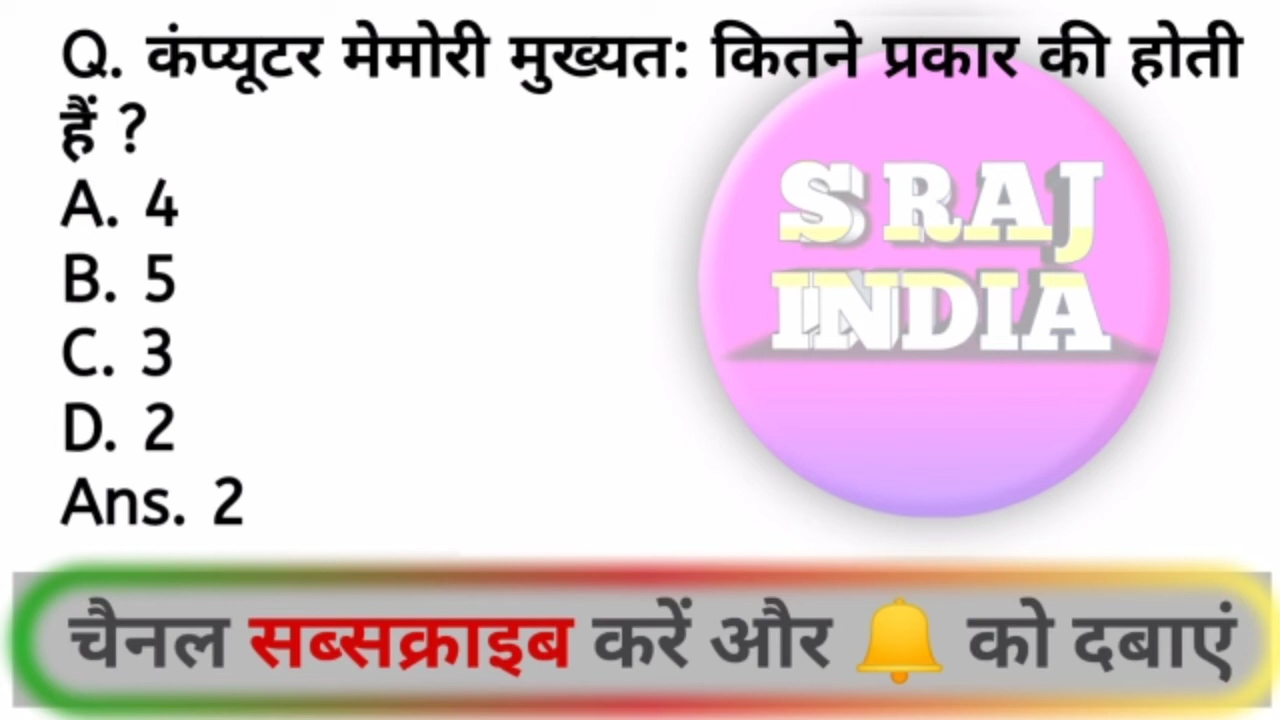 Q. कंप्यूटर मेमोरी मुख्यत: कितने प्रकार की होती
हैं ?
A. 4
B. 5
C. 3
D. 2
Ans. 2
S RAJ
INDIA
चैनल सब्सक्राइब करें और 🔔 को दबाएं